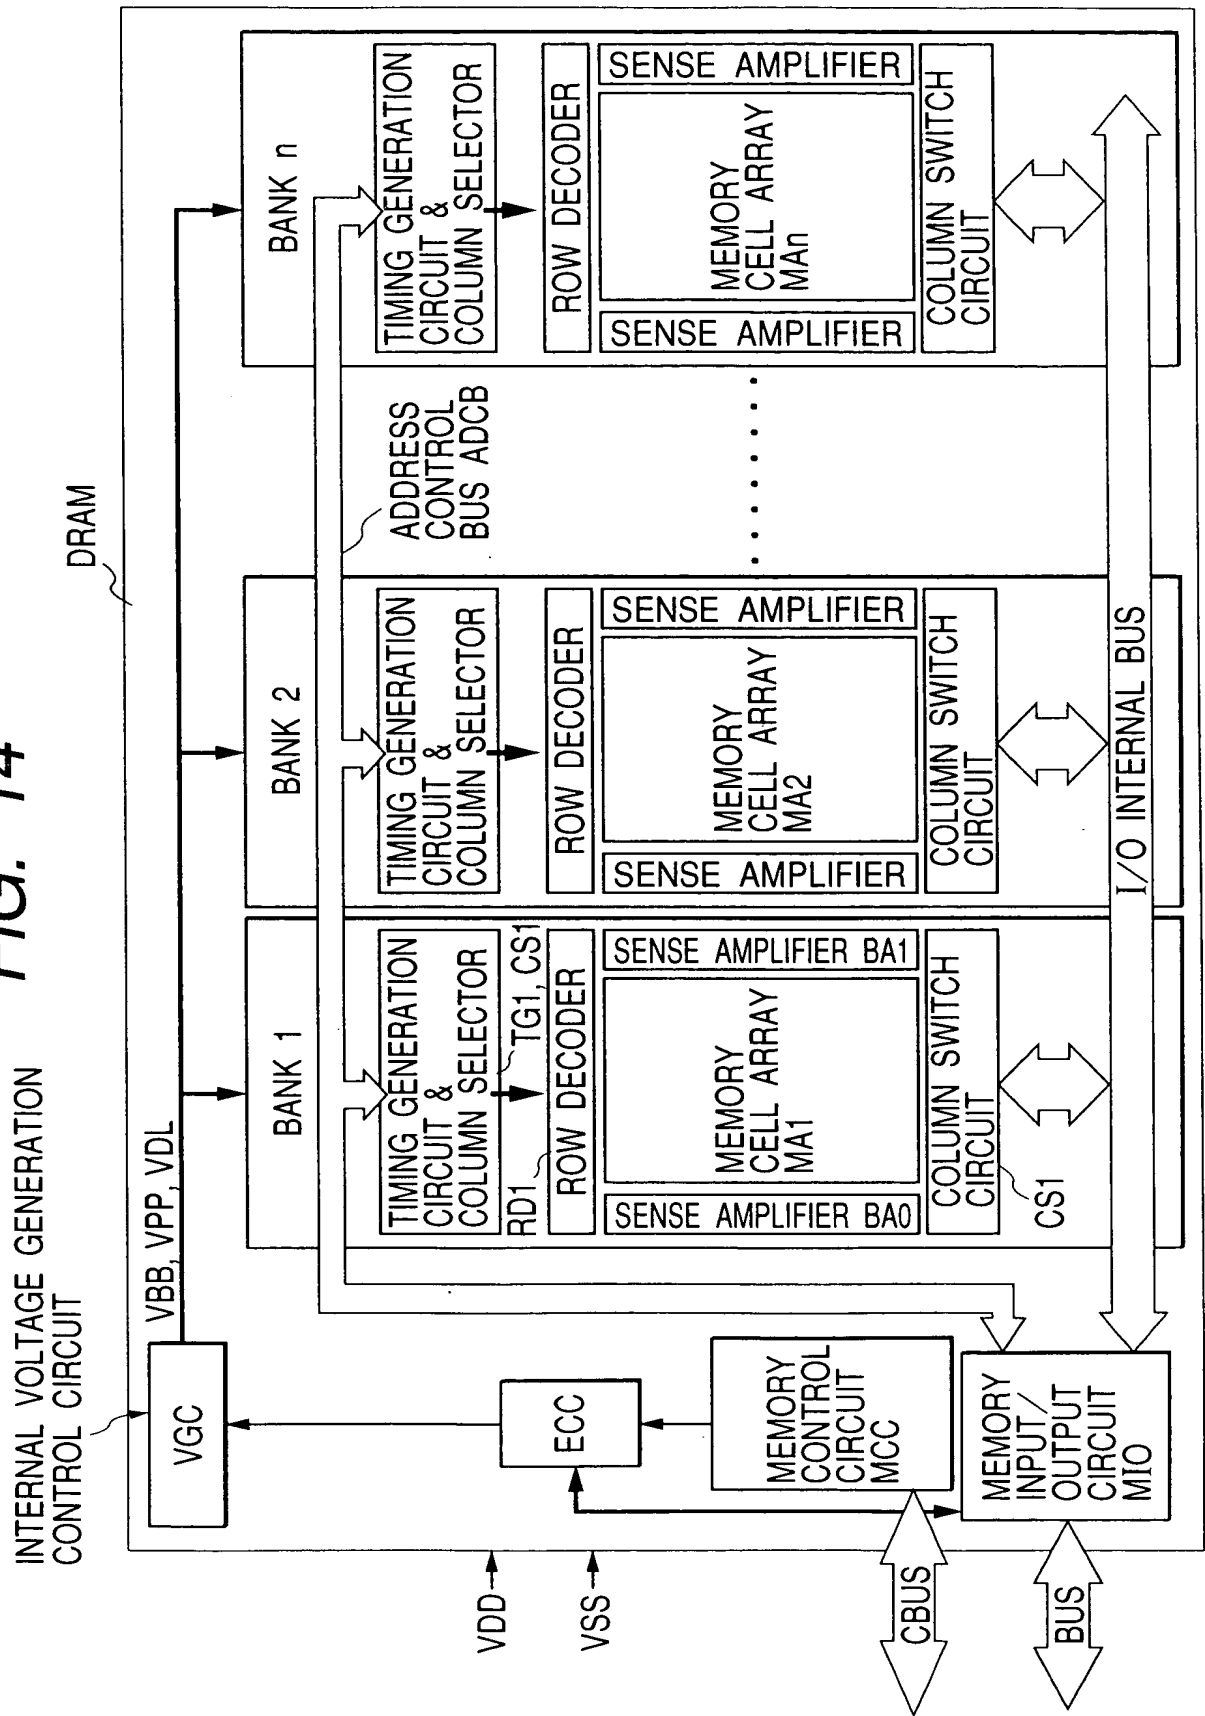 FIG. 14
INTERNAL VOLTAGE GENERATION
CONTROL CIRCUIT
DRAM
VGC
VBB, VPP, VDL
BANK 1
BANK 2
BANK n
TIMING GENERATION
CIRCUIT &
COLUMN SELECTOR
TIMING GENERATION
CIRCUIT &
COLUMN SELECTOR
TIMING GENERATION
CIRCUIT &
COLUMN SELECTOR
ADDRESS
CONTROL
BUS ADCB
TG1, CS1
RD1
ROW DECODER
ROW DECODER
ROW DECODER
VDD
VSS
ECC
SENSE AMPLIFIER BA0
MEMORY
CELL ARRAY
MA1
SENSE AMPLIFIER BA1
SENSE AMPLIFIER
MEMORY
CELL ARRAY
MA2
SENSE AMPLIFIER
SENSE AMPLIFIER
MEMORY
CELL ARRAY
MAn
SENSE AMPLIFIER
MEMORY
CONTROL
CIRCUIT
MCC
CBUS
COLUMN SWITCH
CIRCUIT
CS1
COLUMN SWITCH
CIRCUIT
COLUMN SWITCH
CIRCUIT
MEMORY
INPUT/
OUTPUT
CIRCUIT
MIO
BUS
I/O INTERNAL BUS